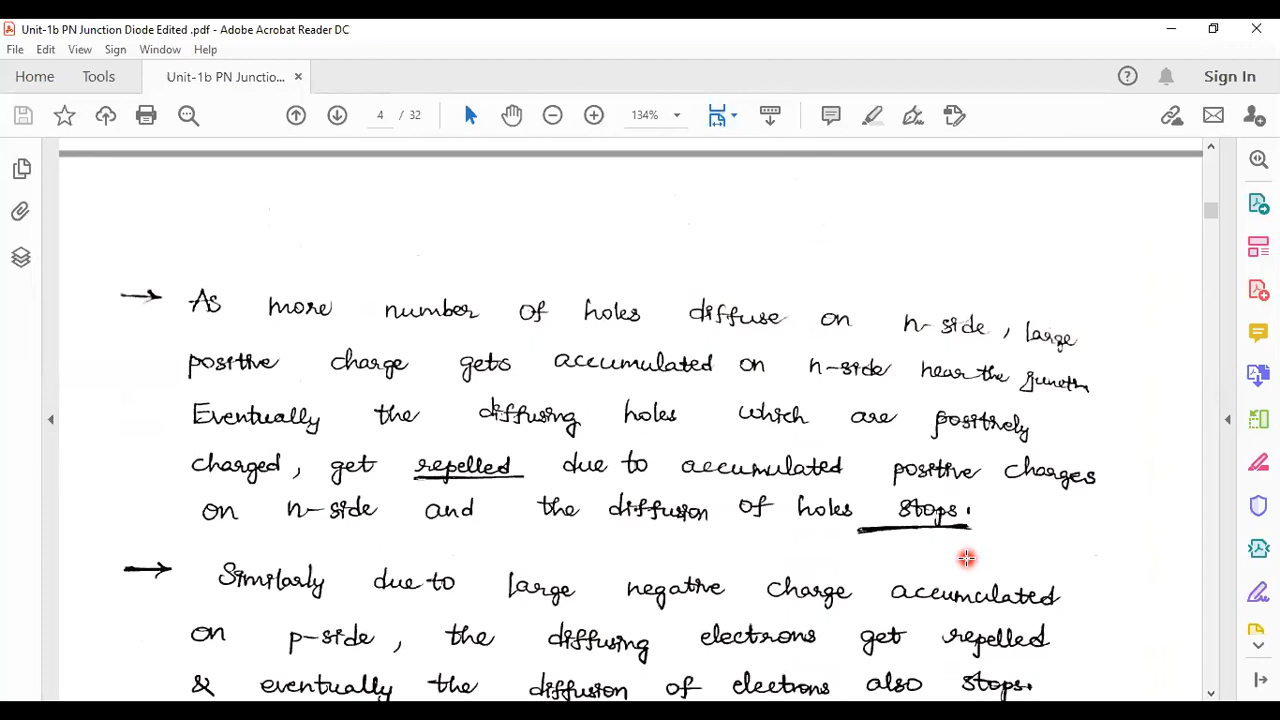 Unit-1b PN Junction Diode Edited .pdf - Adobe Acrobat Reader DC
File Edit View Sign Window Help
Home Tools Unit-1b PN Junctio... × Sign In
4 / 32 134%
→ As more number of holes diffuse on n-side, large
positive charge gets accumulated on n-side near the junctn
Eventually the diffusing holes which are positively
charged, get repelled due to accumulated positive charges
on n-side and the diffusion of holes stops.
→ Similarly due to large negative charge accumulated
on p-side, the diffusing electrons get repelled
& eventually the diffusion of electrons also stops.